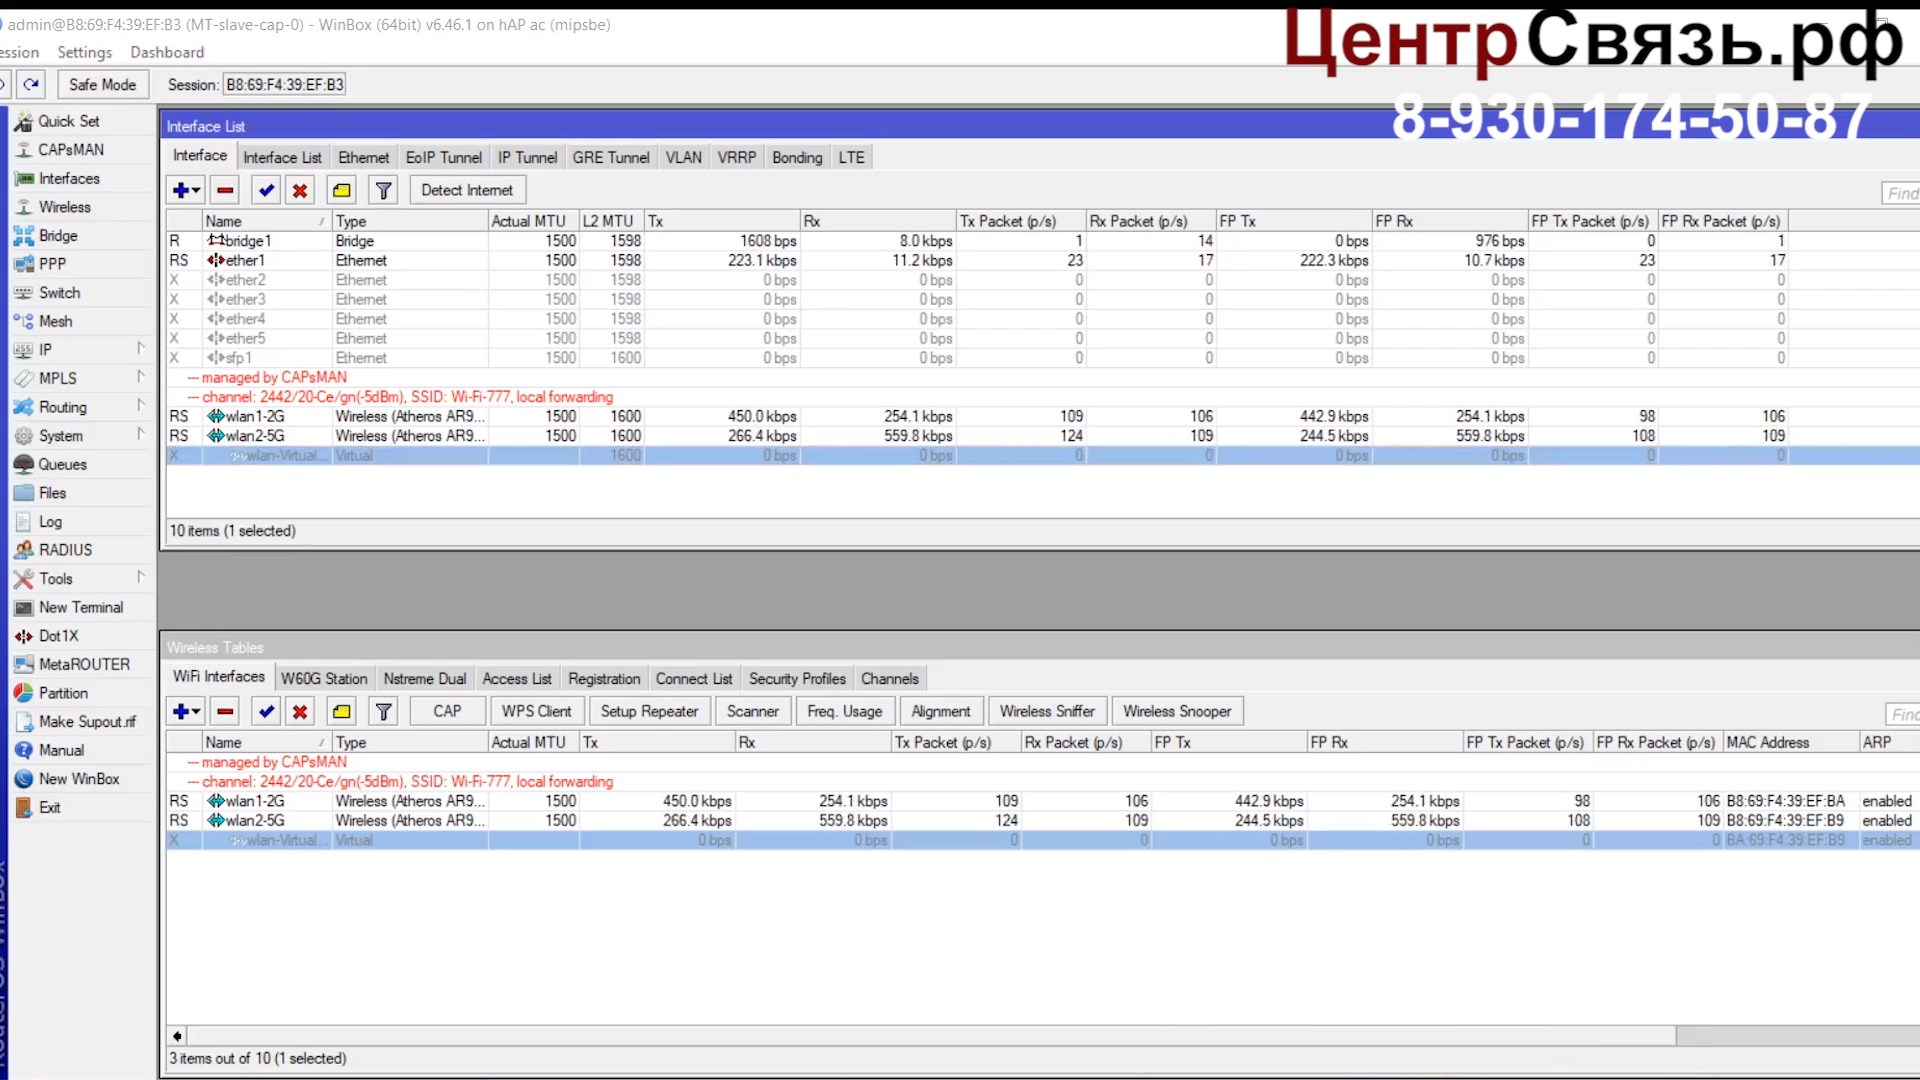 admin@B8:69:F4:39:EF:B3 (MT-slave-cap-0) - WinBox (64bit) v6.46.1 on hAP ac (mipsbe)
ЦентрСвязь.рф
ession Settings Dashboard
Safe Mode Session: B8:69:F4:39:EF:B3
8-930-174-50-87
Quick Set
CAPsMAN
Interfaces
Wireless
Bridge
PPP
Switch
Mesh
IP
MPLS
Routing
System
Queues
Files
Log
RADIUS
Tools
New Terminal
Dot1X
MetaROUTER
Partition
Make Supout.rif
Manual
New WinBox
Exit
RouterOS WinBox
Interface List
Interface Interface List Ethernet EoIP Tunnel IP Tunnel GRE Tunnel VLAN VRRP Bonding LTE
Detect Internet Find
Name / Type Actual MTU L2 MTU Tx Rx Tx Packet (p/s) Rx Packet (p/s) FP Tx FP Rx FP Tx Packet (p/s) FP Rx Packet (p/s)
R bridge1 Bridge 1500 1598 1608 bps 8.0 kbps 1 14 0 bps 976 bps 0 1
RS ether1 Ethernet 1500 1598 223.1 kbps 11.2 kbps 23 17 222.3 kbps 10.7 kbps 23 17
X ether2 Ethernet 1500 1598 0 bps 0 bps 0 0 0 bps 0 bps 0 0
X ether3 Ethernet 1500 1598 0 bps 0 bps 0 0 0 bps 0 bps 0 0
X ether4 Ethernet 1500 1598 0 bps 0 bps 0 0 0 bps 0 bps 0 0
X ether5 Ethernet 1500 1598 0 bps 0 bps 0 0 0 bps 0 bps 0 0
X sfp1 Ethernet 1500 1600 0 bps 0 bps 0 0 0 bps 0 bps 0 0
--- managed by CAPsMAN
--- channel: 2442/20-Ce/gn(-5dBm), SSID: Wi-Fi-777, local forwarding
RS wlan1-2G Wireless (Atheros AR9... 1500 1600 450.0 kbps 254.1 kbps 109 106 442.9 kbps 254.1 kbps 98 106
RS wlan2-5G Wireless (Atheros AR9... 1500 1600 266.4 kbps 559.8 kbps 124 109 244.5 kbps 559.8 kbps 108 109
X wlan-Virtual... Virtual 1600 0 bps 0 bps 0 0 0 bps 0 bps 0 0
10 items (1 selected)
Wireless Tables
WiFi Interfaces W60G Station Nstreme Dual Access List Registration Connect List Security Profiles Channels
CAP WPS Client Setup Repeater Scanner Freq. Usage Alignment Wireless Sniffer Wireless Snooper Find
Name / Type Actual MTU Tx Rx Tx Packet (p/s) Rx Packet (p/s) FP Tx FP Rx FP Tx Packet (p/s) FP Rx Packet (p/s) MAC Address ARP
--- managed by CAPsMAN
--- channel: 2442/20-Ce/gn(-5dBm), SSID: Wi-Fi-777, local forwarding
RS wlan1-2G Wireless (Atheros AR9... 1500 450.0 kbps 254.1 kbps 109 106 442.9 kbps 254.1 kbps 98 106 B8:69:F4:39:EF:BA enabled
RS wlan2-5G Wireless (Atheros AR9... 1500 266.4 kbps 559.8 kbps 124 109 244.5 kbps 559.8 kbps 108 109 B8:69:F4:39:EF:B9 enabled
X wlan-Virtual... Virtual 0 bps 0 bps 0 0 0 bps 0 bps 0 0 BA:69:F4:39:EF:B9 enabled
3 items out of 10 (1 selected)